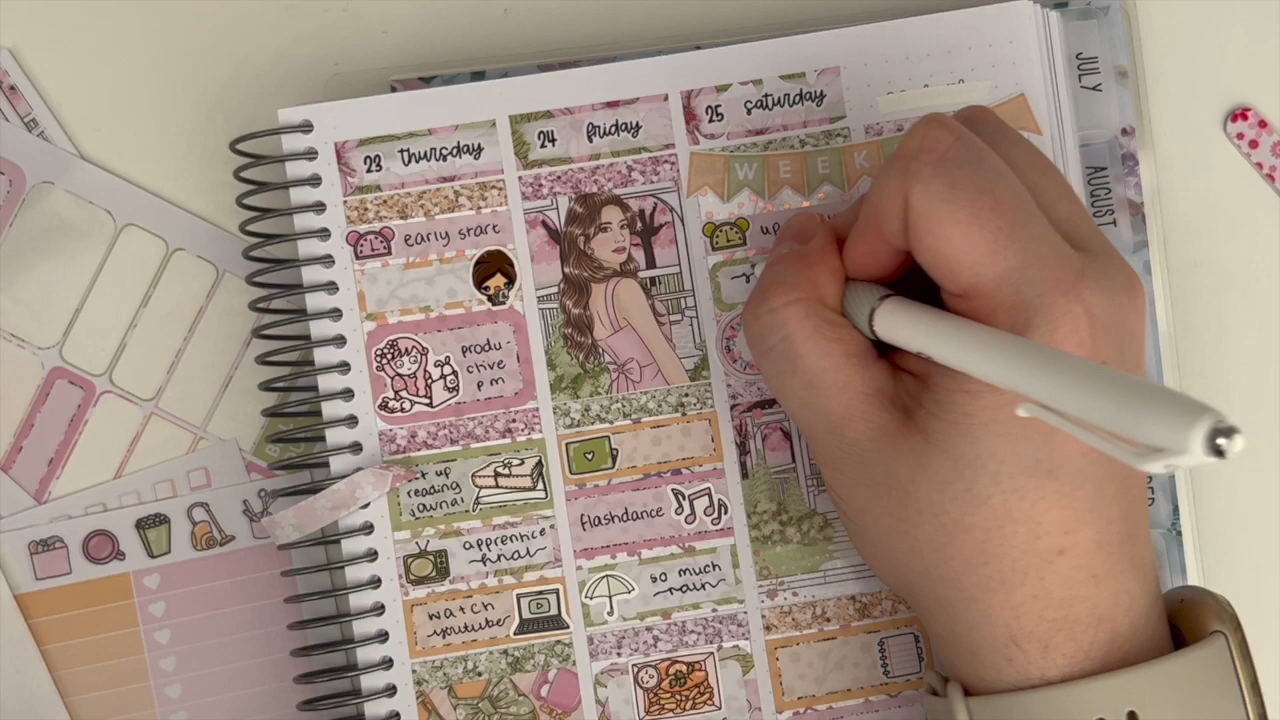 23 thursday
early start
produ-
ctive
pm
set up
reading
journal
apprentice
final
watch
youtube
24 friday
flashdance
so much
rain
25 saturday
WEEK
up
JULY
AUGUST